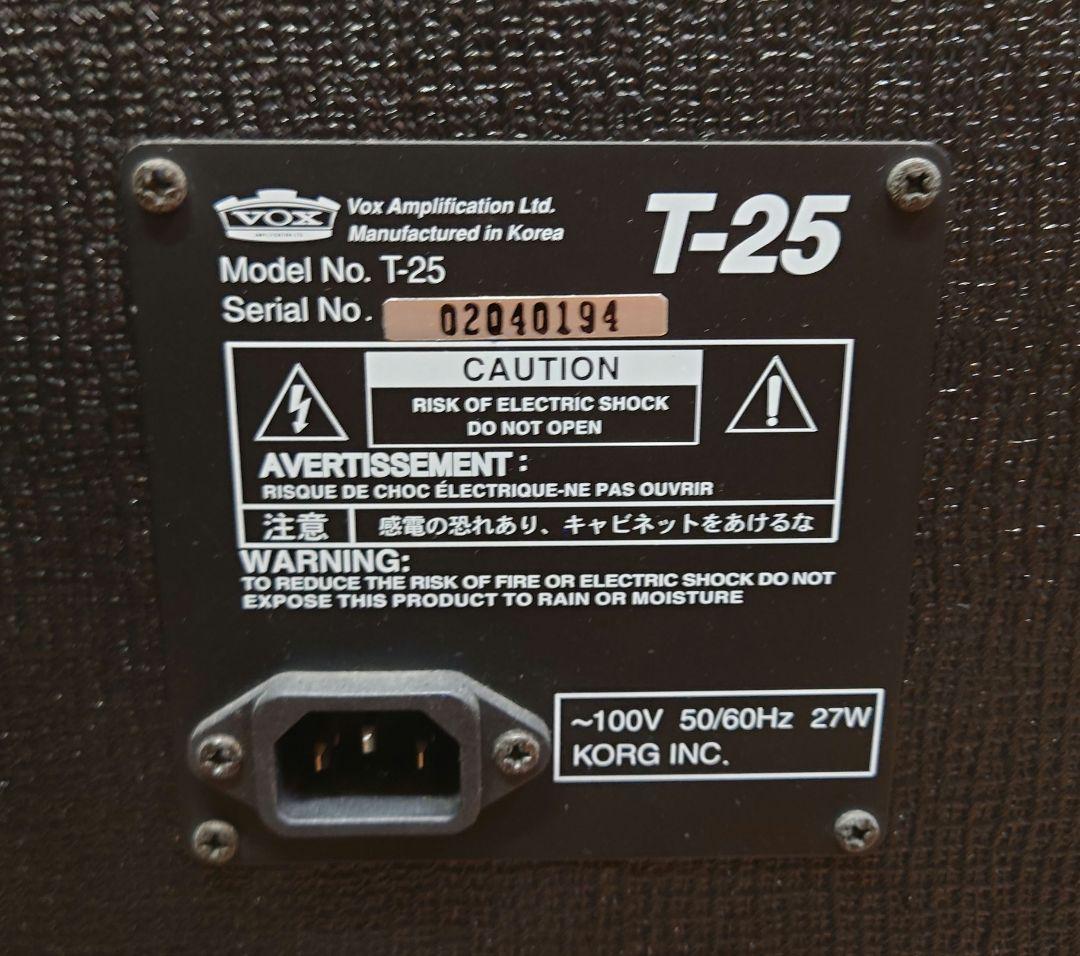 VOX
Vox Amplification Ltd.
Manufactured in Korea
T-25
Model No. T-25
Serial No. 02040194
CAUTION
RISK OF ELECTRIC SHOCK
DO NOT OPEN
AVERTISSEMENT :
RISQUE DE CHOC ÉLECTRIQUE-NE PAS OUVRIR
注意 感電の恐れあり、キャビネットをあけるな
WARNING:
TO REDUCE THE RISK OF FIRE OR ELECTRIC SHOCK DO NOT
EXPOSE THIS PRODUCT TO RAIN OR MOISTURE
~100V 50/60Hz 27W
KORG INC.